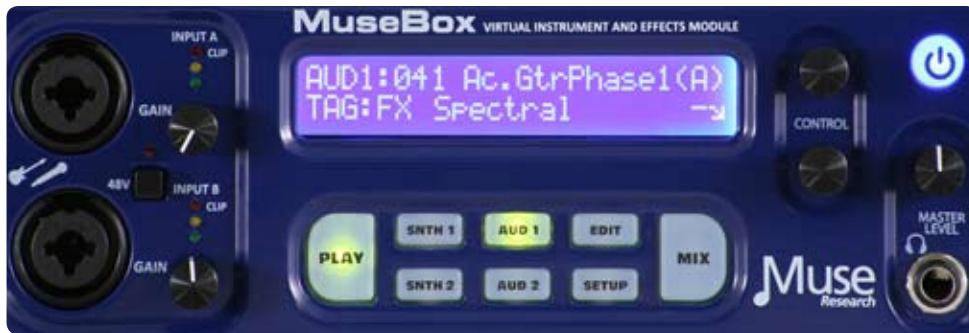 MuseBox VIRTUAL INSTRUMENT AND EFFECTS MODULE
INPUT A
CLIP
GAIN
48V
INPUT B
CLIP
GAIN
AUD1:041 Ac.GtrPhase1(A)
TAG:FX Spectral
CONTROL
PLAY
SNTH 1
AUD 1
EDIT
SNTH 2
AUD 2
SETUP
MIX
MASTER
LEVEL
Muse
Research